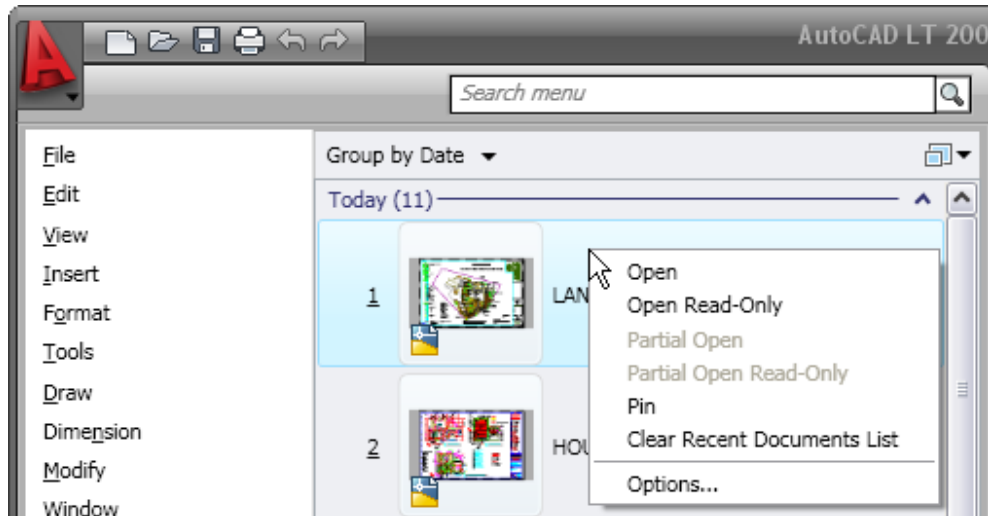 AutoCAD LT 200
Search menu
File
Edit
View
Insert
Format
Tools
Draw
Dimension
Modify
Window
Group by Date
Today (11)
1
LAN
2
HOU
Open
Open Read-Only
Partial Open
Partial Open Read-Only
Pin
Clear Recent Documents List
Options...